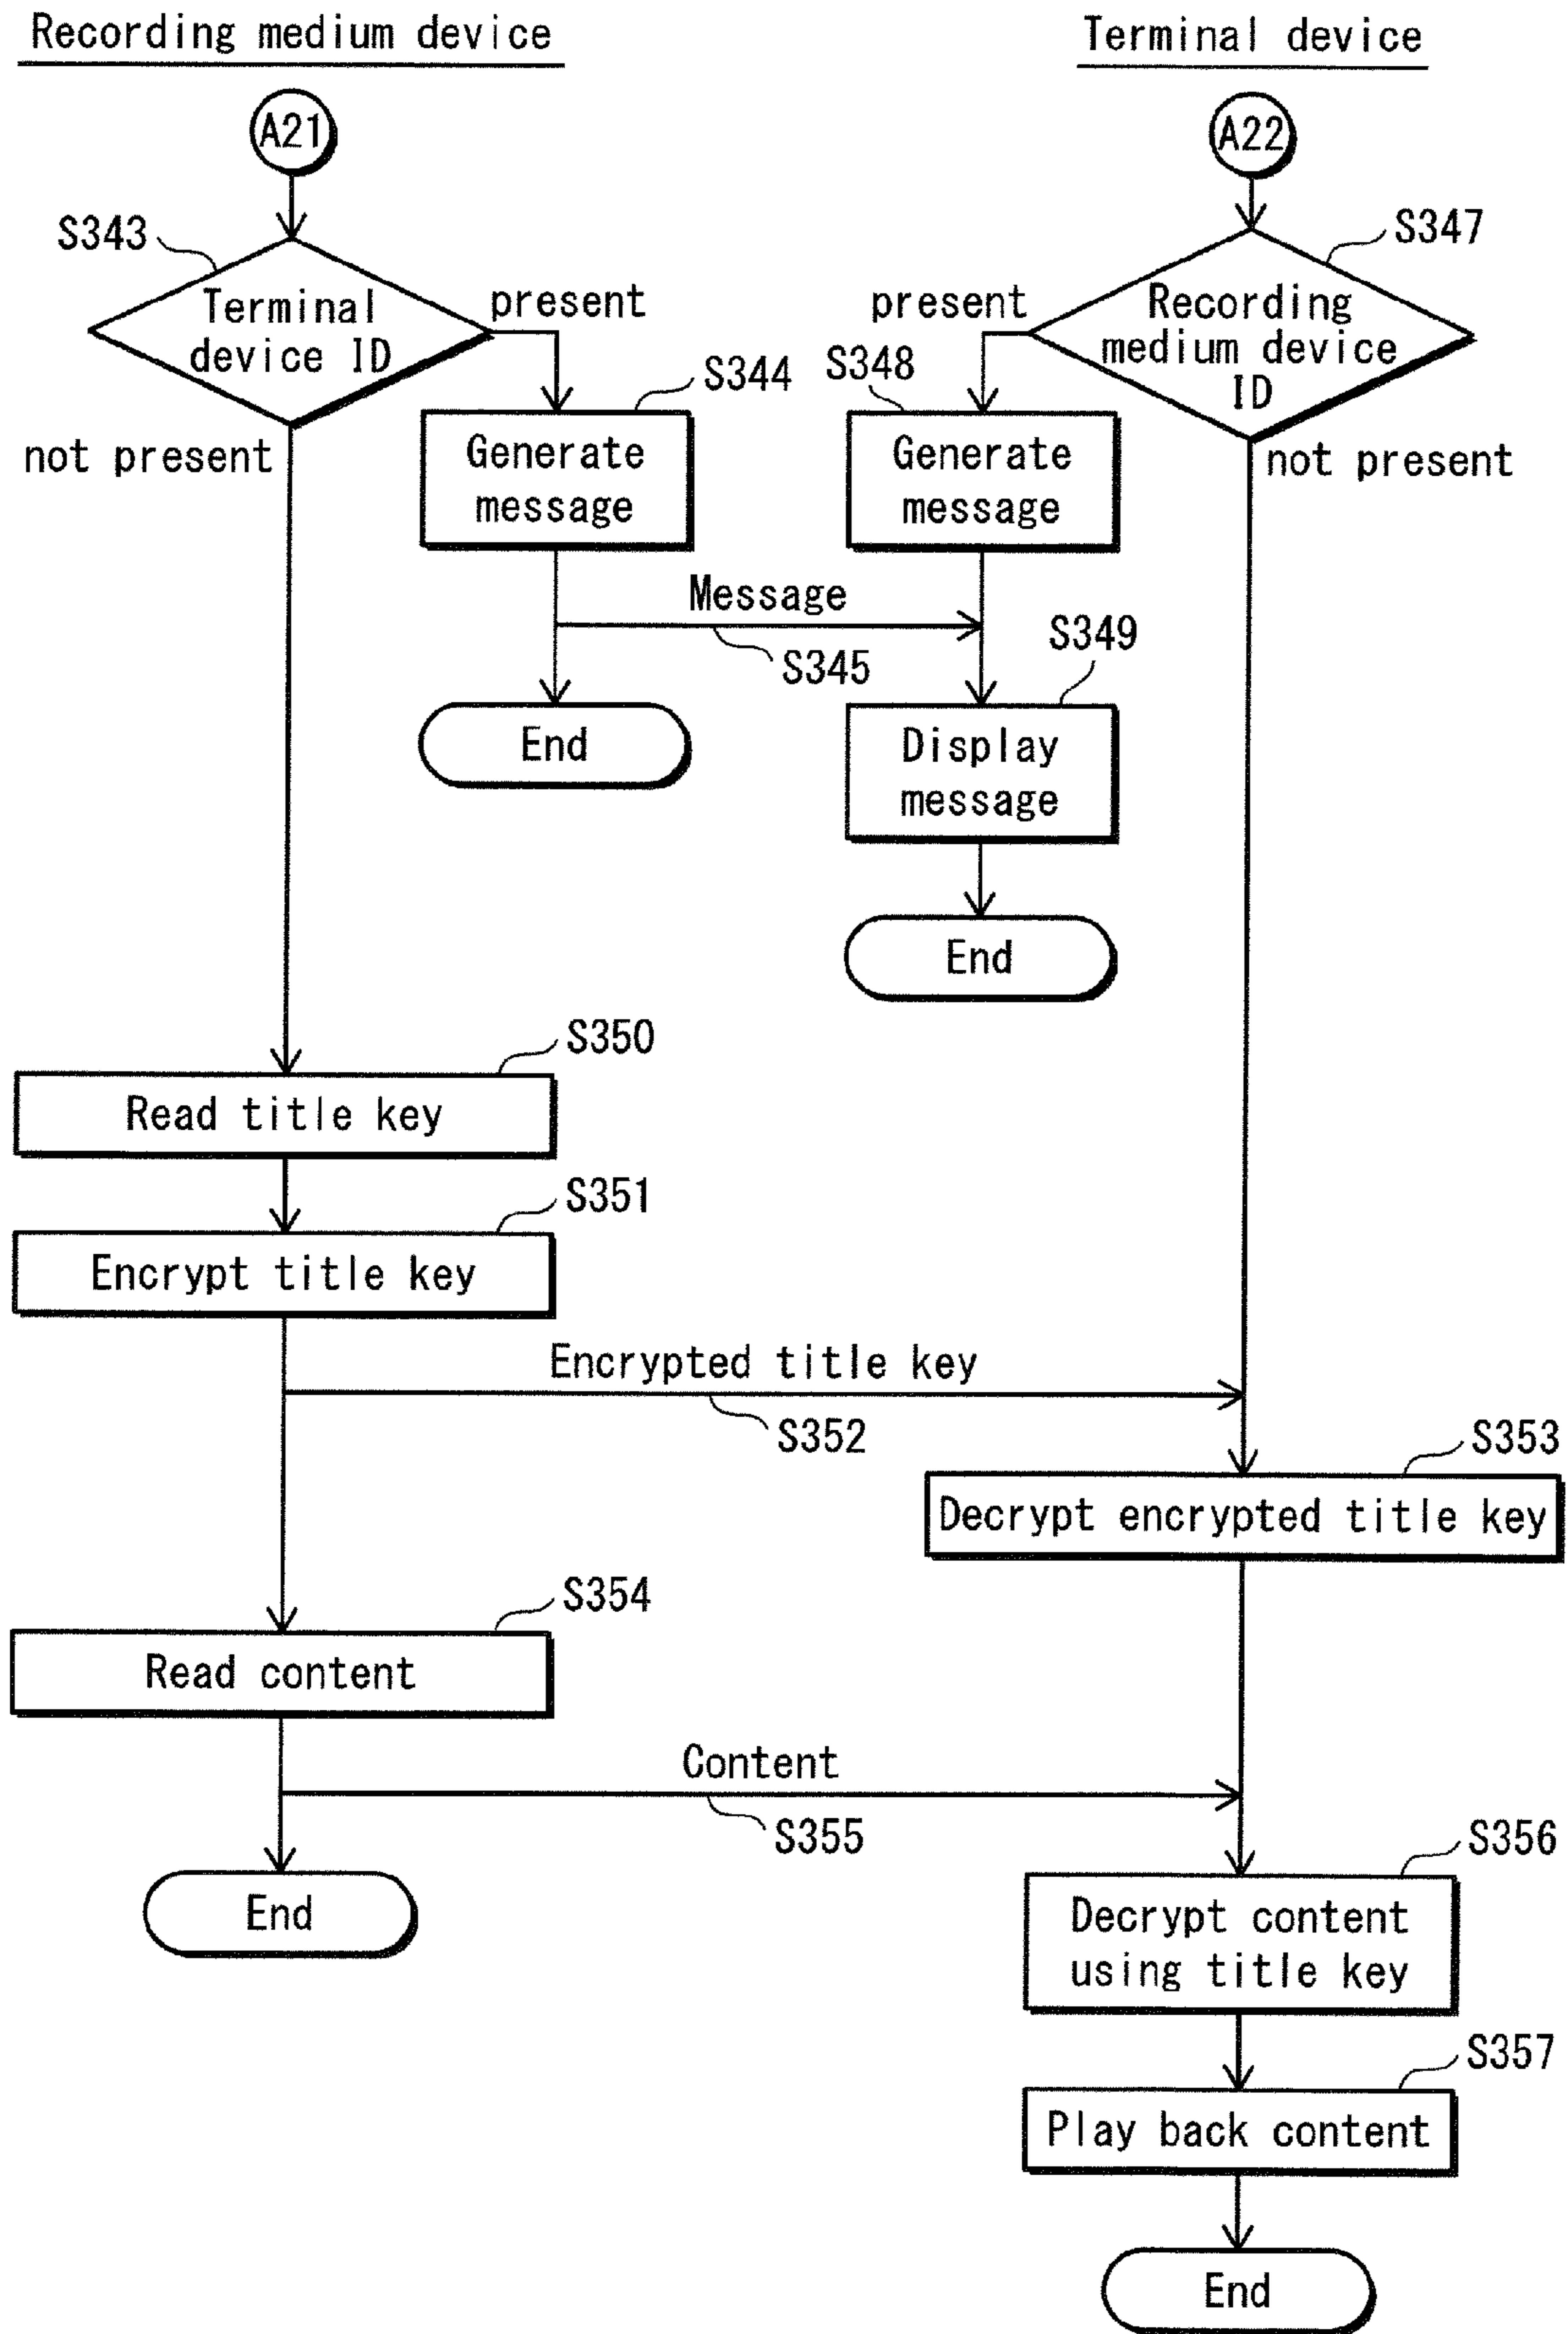 Recording medium device
Terminal device
A21
A22
S343
S347
Terminal
device ID
present
present
Recording
medium device
ID
S344
S348
not present
Generate
message
Generate
message
not present
Message
S345
S349
End
Display
message
End
S350
Read title key
S351
Encrypt title key
Encrypted title key
S352
S353
Decrypt encrypted title key
S354
Read content
Content
S355
S356
End
Decrypt content
using title key
S357
Play back content
End